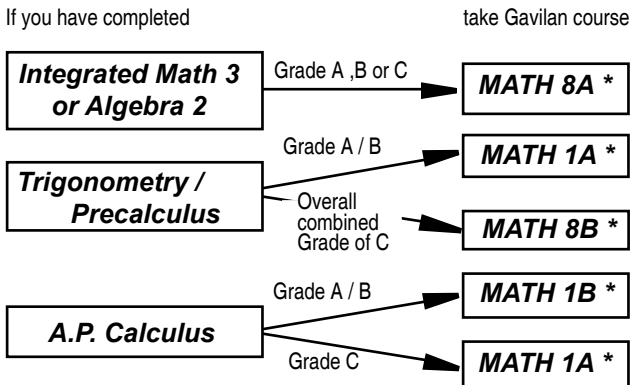 If you have completed
take Gavilan course
Integrated Math 3
or Algebra 2
Grade A ,B or C
MATH 8A *
Trigonometry /
Precalculus
Grade A / B
MATH 1A *
Overall
combined
Grade of C
MATH 8B *
A.P. Calculus
Grade A / B
MATH 1B *
Grade C
MATH 1A *